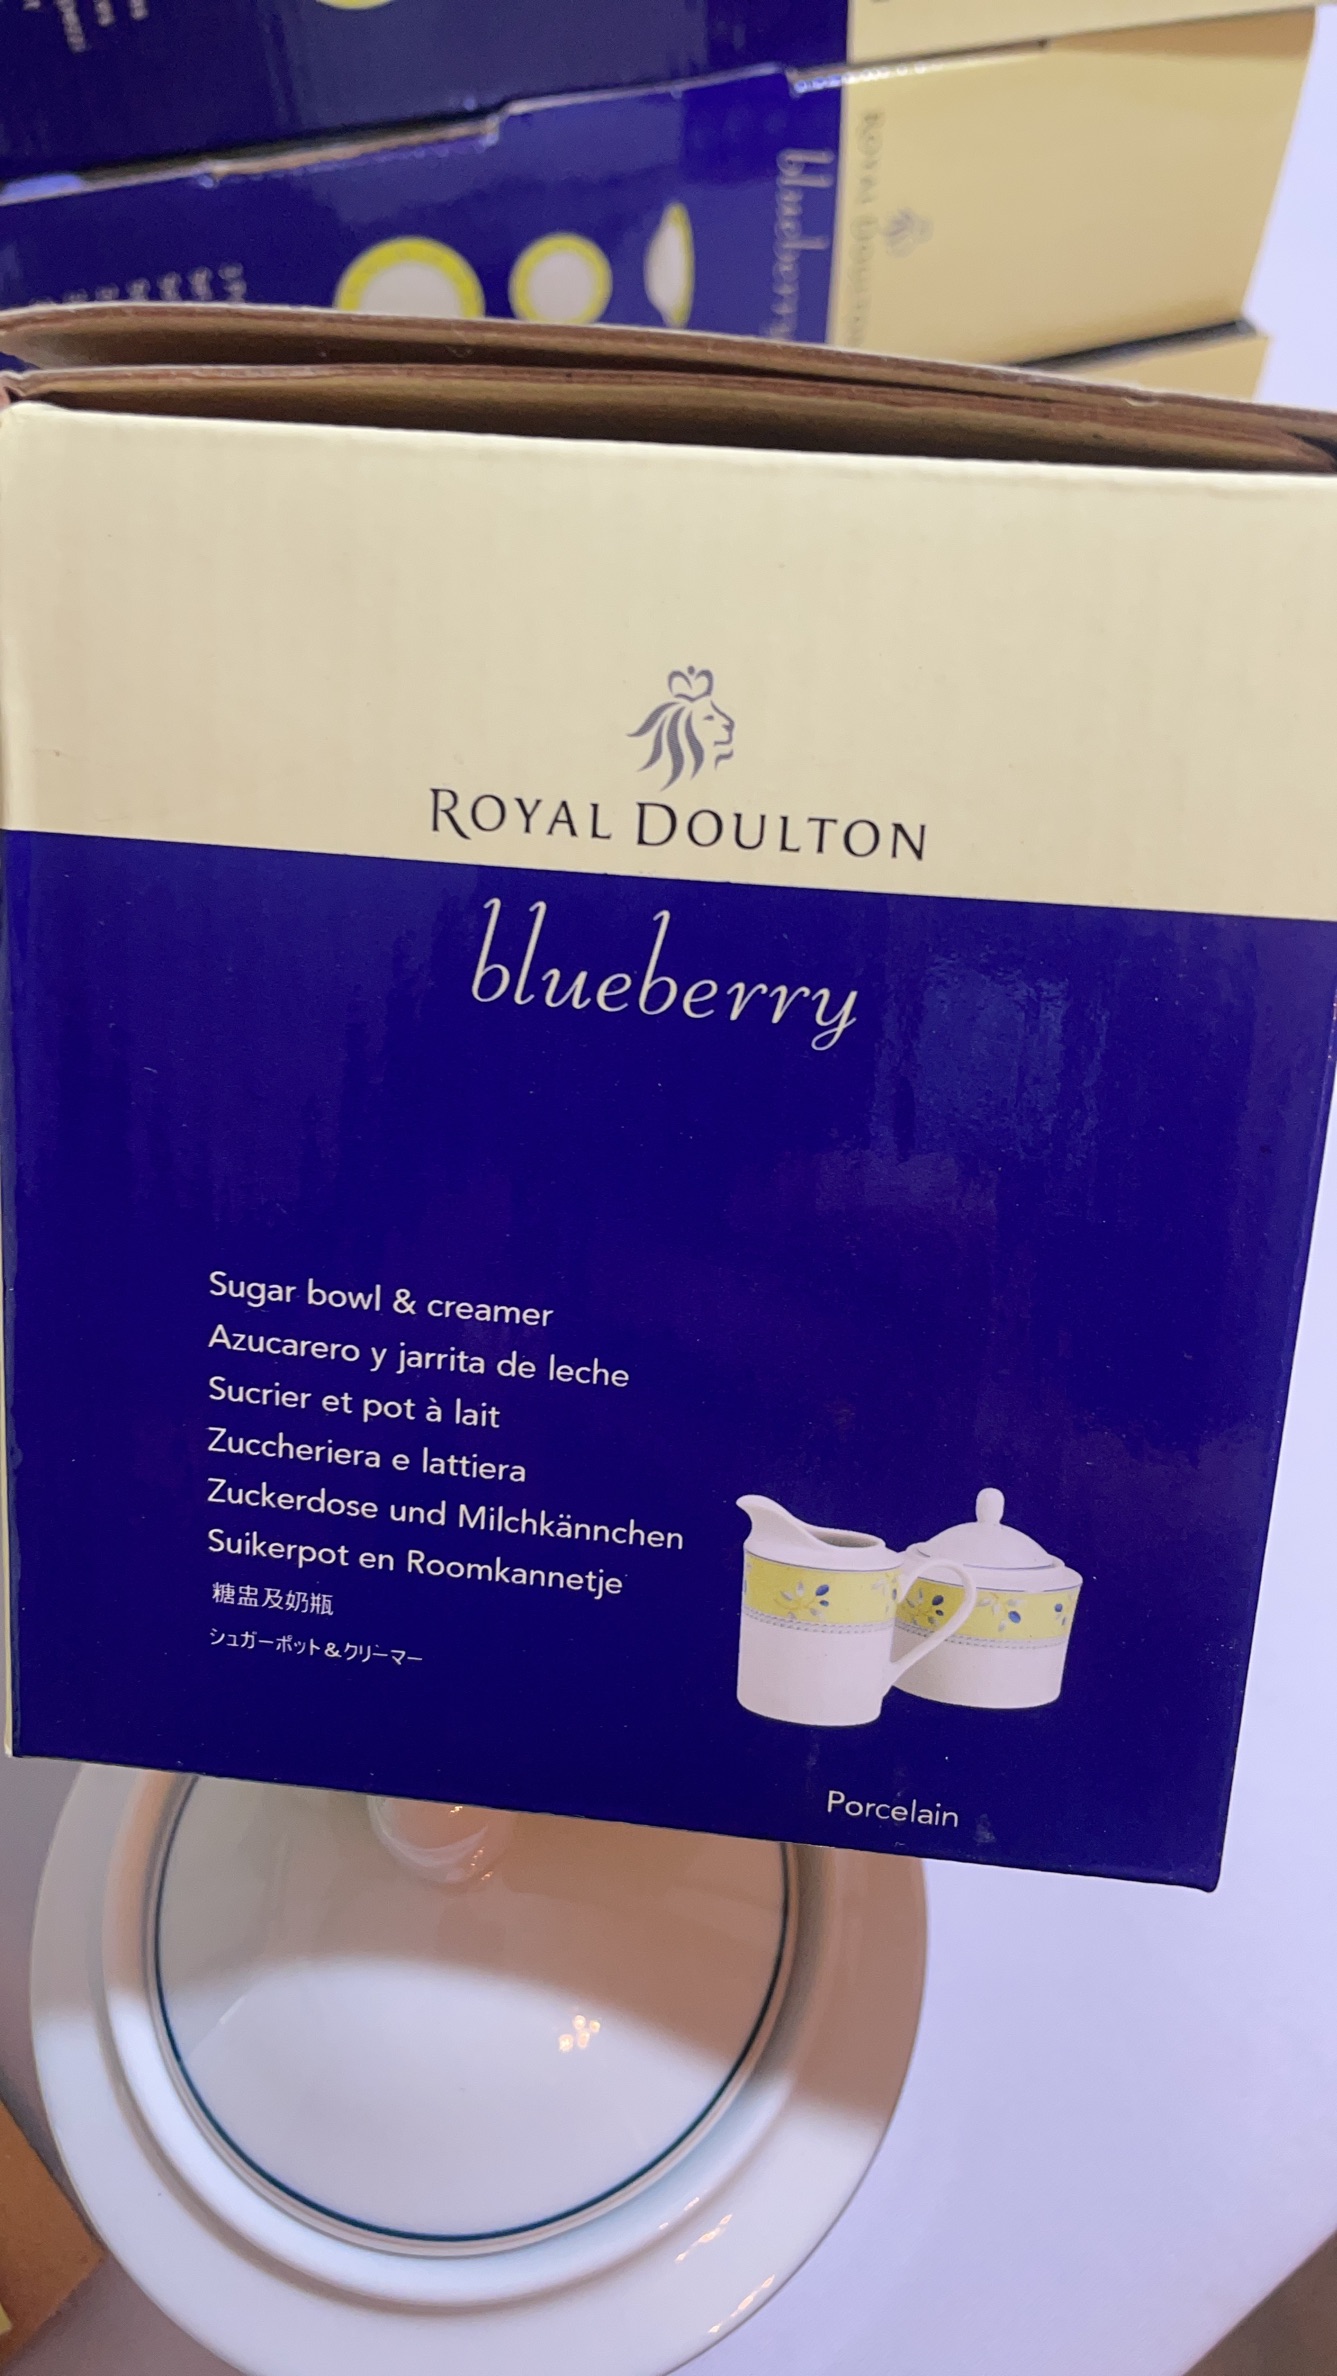 blueberry
ROYAL DOULTON
ROYAL DOULTON
blueberry
Sugar bowl & creamer
Azucarero y jarrita de leche
Sucrier et pot à lait
Zuccheriera e lattiera
Zuckerdose und Milchkännchen
Suikerpot en Roomkannetje
糖盅及奶瓶
シュガーポット&クリーマー
Porcelain